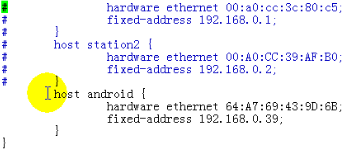 #                hardware ethernet 00:a0:cc:3c:80:c5;
#                fixed-address 192.168.0.1;
#        }
#        host station2 {
#                hardware ethernet 00:A0:CC:39:AF:B0;
#                fixed-address 192.168.0.2;
#        }
        host android {
                hardware ethernet 64:A7:69:43:9D:6B;
                fixed-address 192.168.0.39;
        }
}